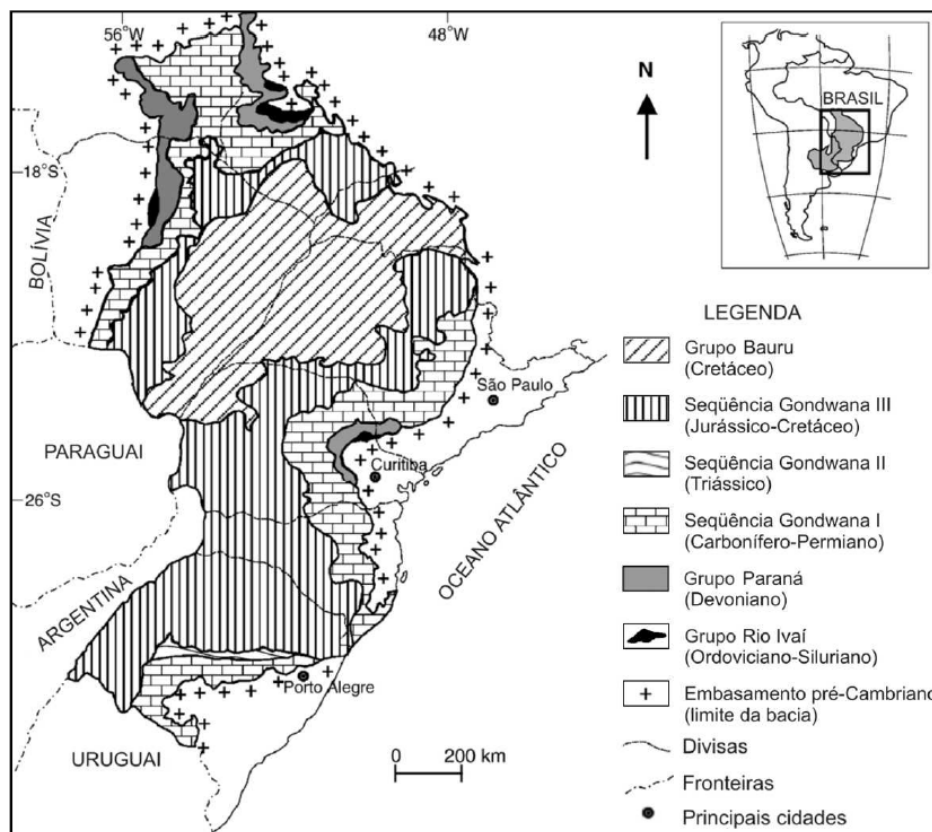 56°W
48°W
N
BRASIL
18°S
BOLÍVIA
LEGENDA
Grupo Bauru
(Cretáceo)
São Paulo
Seqüência Gondwana III
(Jurássico-Cretáceo)
PARAGUAI
Curitiba
Seqüência Gondwana II
(Triássico)
26°S
OCEANO ATLÂNTICO
Seqüência Gondwana I
(Carbonífero-Permiano)
ARGENTINA
Grupo Paraná
(Devoniano)
Grupo Rio Ivaí
(Ordoviciano-Siluriano)
Porto Alegre
Embasamento pré-Cambriano
(limite da bacia)
URUGUAI
0 200 km
Divisas
Fronteiras
Principais cidades